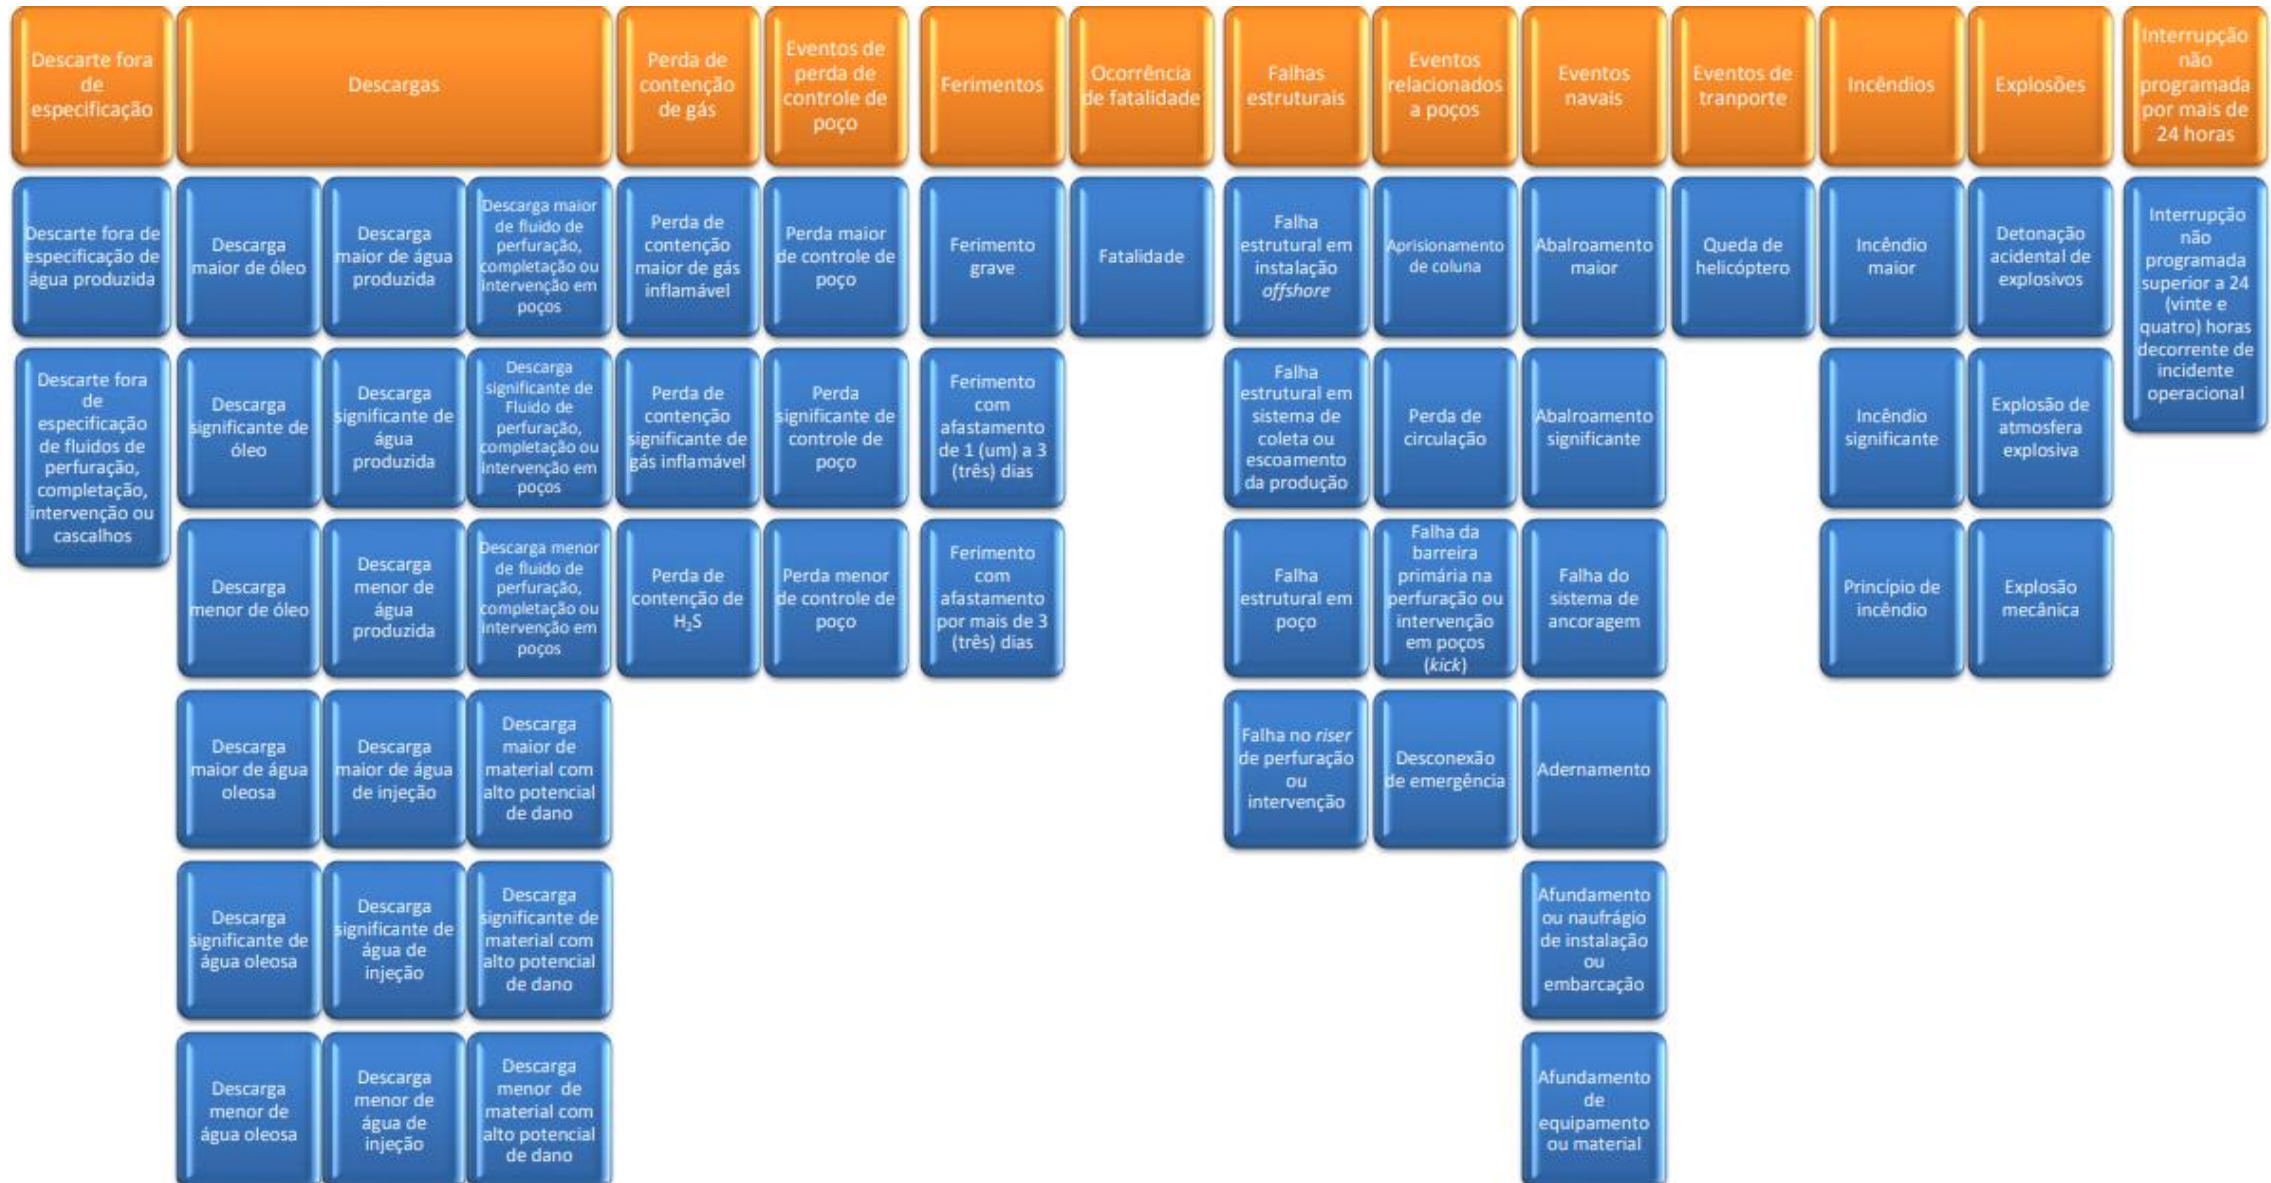 Descarte fora
de
especificação
Descargas
Perda de
contenção
de gás
Eventos de
perda de
controle de
poço
Ferimentos
Ocorrência
de fatalidade
Falhas
estruturais
Eventos
relacionados
a poços
Eventos
navais
Eventos de
tranporte
Incêndios
Explosões
Interrupção
não
programada
por mais de
24 horas
Descarte fora de
especificação de
água produzida
Descarga
maior de óleo
Descarga
maior de água
produzida
Descarga maior
de fluido de
perfuração,
completação ou
intervenção em
poços
Perda de
contenção
maior de gás
inflamável
Perda maior
de controle de
poço
Ferimento
grave
Fatalidade
Falha
estrutural em
instalação
offshore
Aprisionamento
de coluna
Abalroamento
maior
Queda de
helicóptero
Incêndio
maior
Detonação
acidental de
explosivos
Interrupção
não
programada
superior a 24
(vinte e
quatro) horas
decorrente de
incidente
operacional
Descarte fora
de
especificação
de fluidos de
perfuração,
completação,
intervenção ou
cascalhos
Descarga
significante de
óleo
Descarga
significante de
água
produzida
Descarga
significante de
Fluido de
perfuração,
completação ou
intervenção em
poços
Perda de
contenção
significante de
gás inflamável
Perda
significante de
controle de
poço
Ferimento
com
afastamento
de 1 (um) a 3
(três) dias
Falha
estrutural em
sistema de
coleta ou
escoamento
da produção
Perda de
circulação
Abalroamento
significante
Incêndio
significante
Explosão de
atmosfera
explosiva
Descarga
menor de óleo
Descarga
menor de
água
produzida
Descarga menor
de fluido de
perfuração,
completação ou
intervenção em
poços
Perda de
contenção de
H₂S
Perda menor
de controle de
poço
Ferimento
com
afastamento
por mais de 3
(três) dias
Falha
estrutural em
poço
Falha da
barreira
primária na
perfuração ou
intervenção
em poços
(kick)
Falha do
sistema de
ancoragem
Princípio de
incêndio
Explosão
mecânica
Descarga
maior de água
oleosa
Descarga
maior de água
de injeção
Descarga
maior de
material com
alto potencial
de dano
Falha no riser
de perfuração
ou
intervenção
Desconexão
de emergência
Adernamento
Descarga
significante de
água oleosa
Descarga
significante de
água de
injeção
Descarga
significante de
material com
alto potencial
de dano
Afundamento
ou naufrágio
de instalação
ou
embarcação
Descarga
menor de
água oleosa
Descarga
menor de
água de
injeção
Descarga
menor de
material com
alto potencial
de dano
Afundamento
de
equipamento
ou material